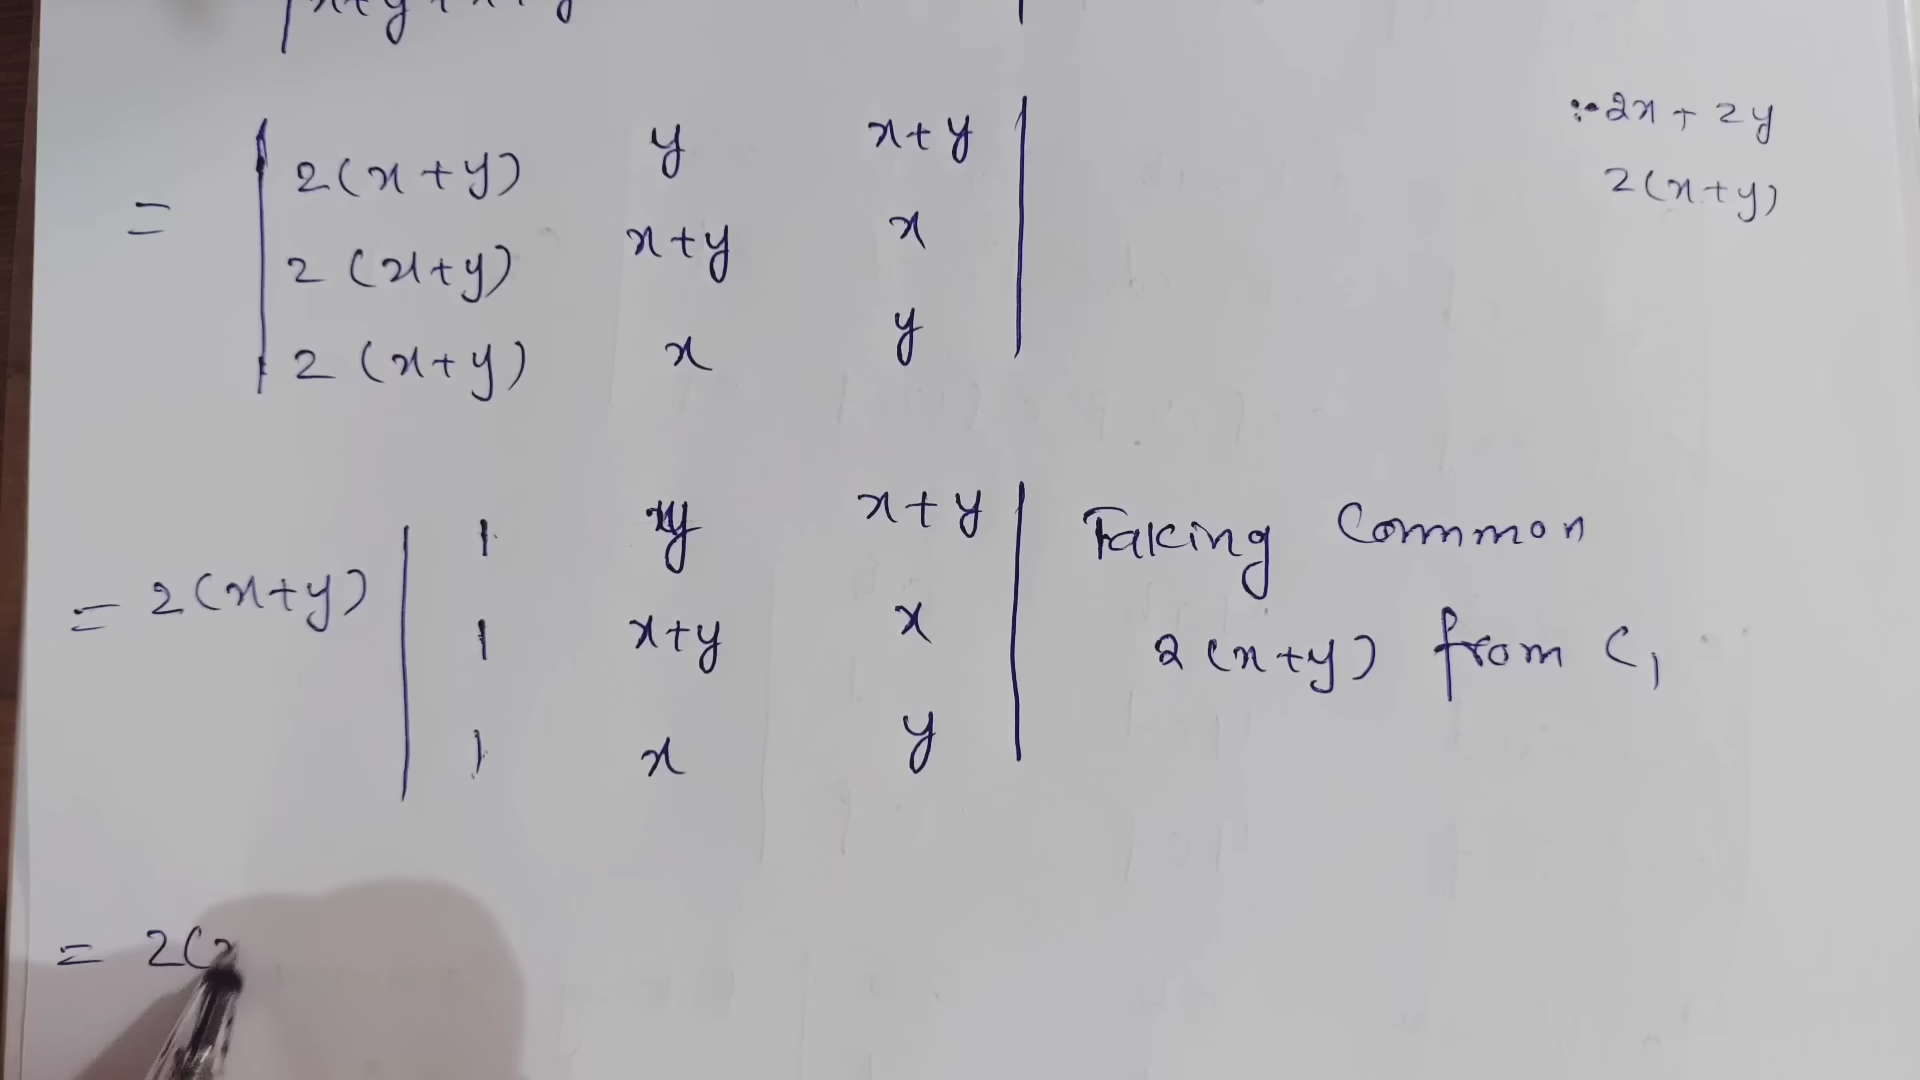 x+y+x+y
= | 2(x+y) y x+y |
| 2(x+y) x+y x |
| 2(x+y) x y |
∵ 2x + 2y
2(x+y)
= 2(x+y) | 1 y x+y |
| 1 x+y x |
| 1 x y |
Taking Common
2(x+y) from C₁
= 2(x